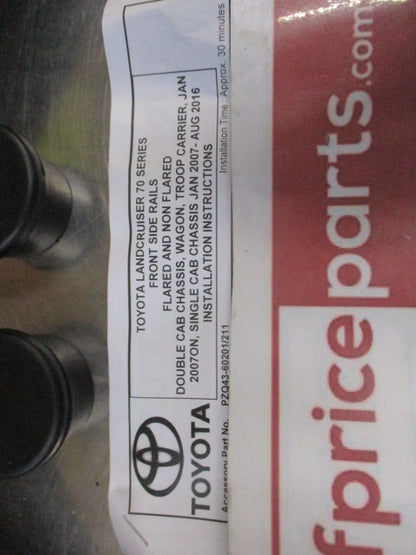 TOYOTA LANDCRUISER 70 SERIES
FRONT SIDE RAILS
FLARED AND NON FLARED
DOUBLE CAB CHASSIS, WAGON, TROOP CARRIER, JAN
2007ON, SINGLE CAB CHASSIS JAN 2007- AUG 2016
INSTALLATION INSTRUCTIONS
TOYOTA
Accessory Part No. PZQ43-60201/211
Installation Time Approx. 30 minutes
fpriceparts.com